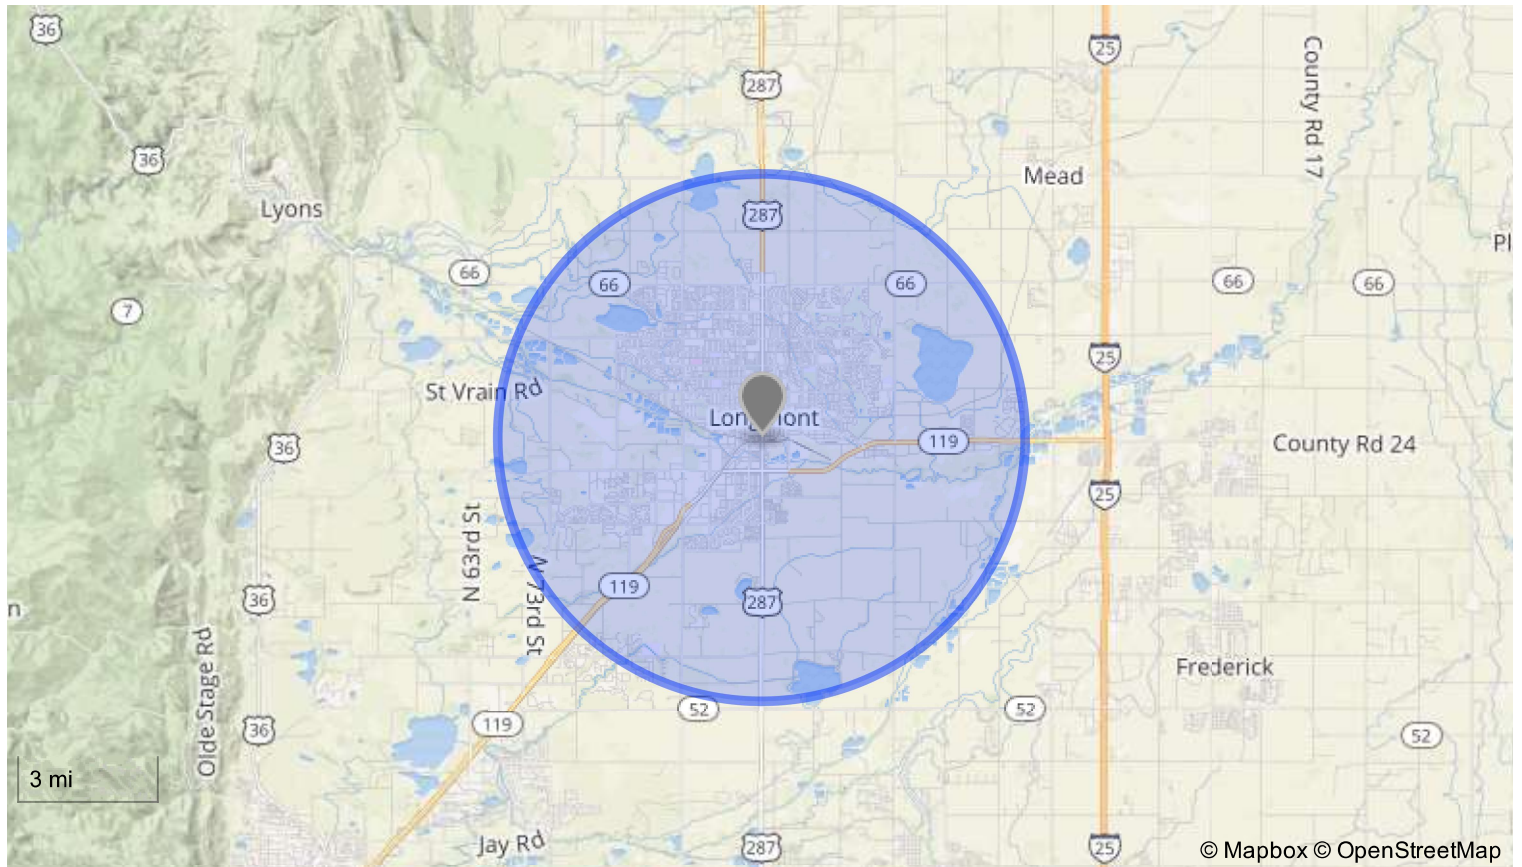 36
287
25
County Rd 17
36
Mead
Lyons
287
Pl
66
66
66
66
66
7
25
St Vrain Rd
Longmont
119
County Rd 24
36
25
N 63rd St
119
N 73rd St
287
36
n
Olde Stage Rd
Frederick
52
52
119
36
52
3 mi
Jay Rd
287
25
© Mapbox © OpenStreetMap